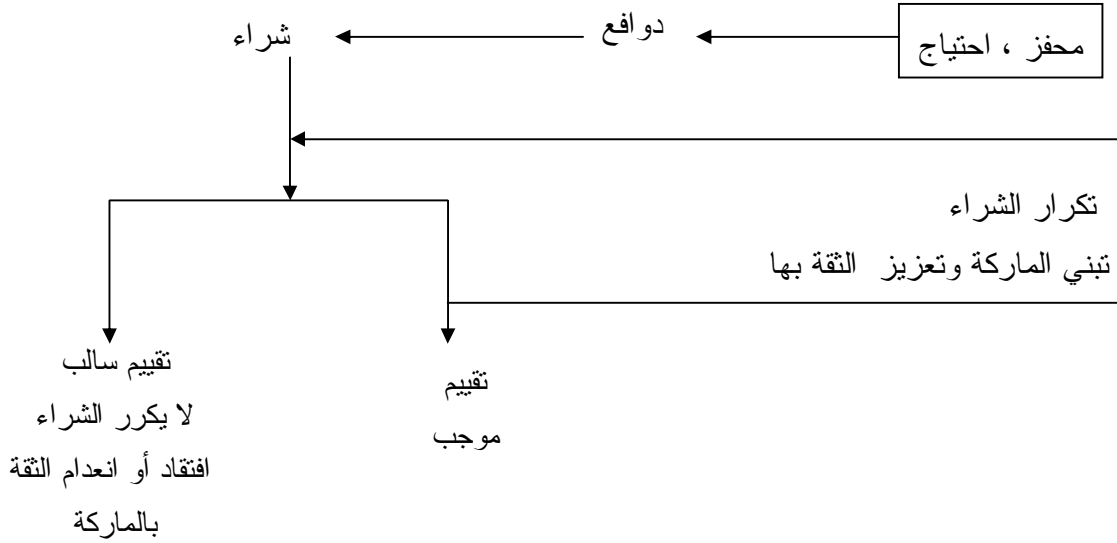 محفز ، احتياج
دوافع
شراء
تكرار الشراء
تبني الماركة وتعزيز الثقة بها
تقييم
موجب
تقييم سالب
لا يكرر الشراء
افتقاد أو انعدام الثقة
بالماركة